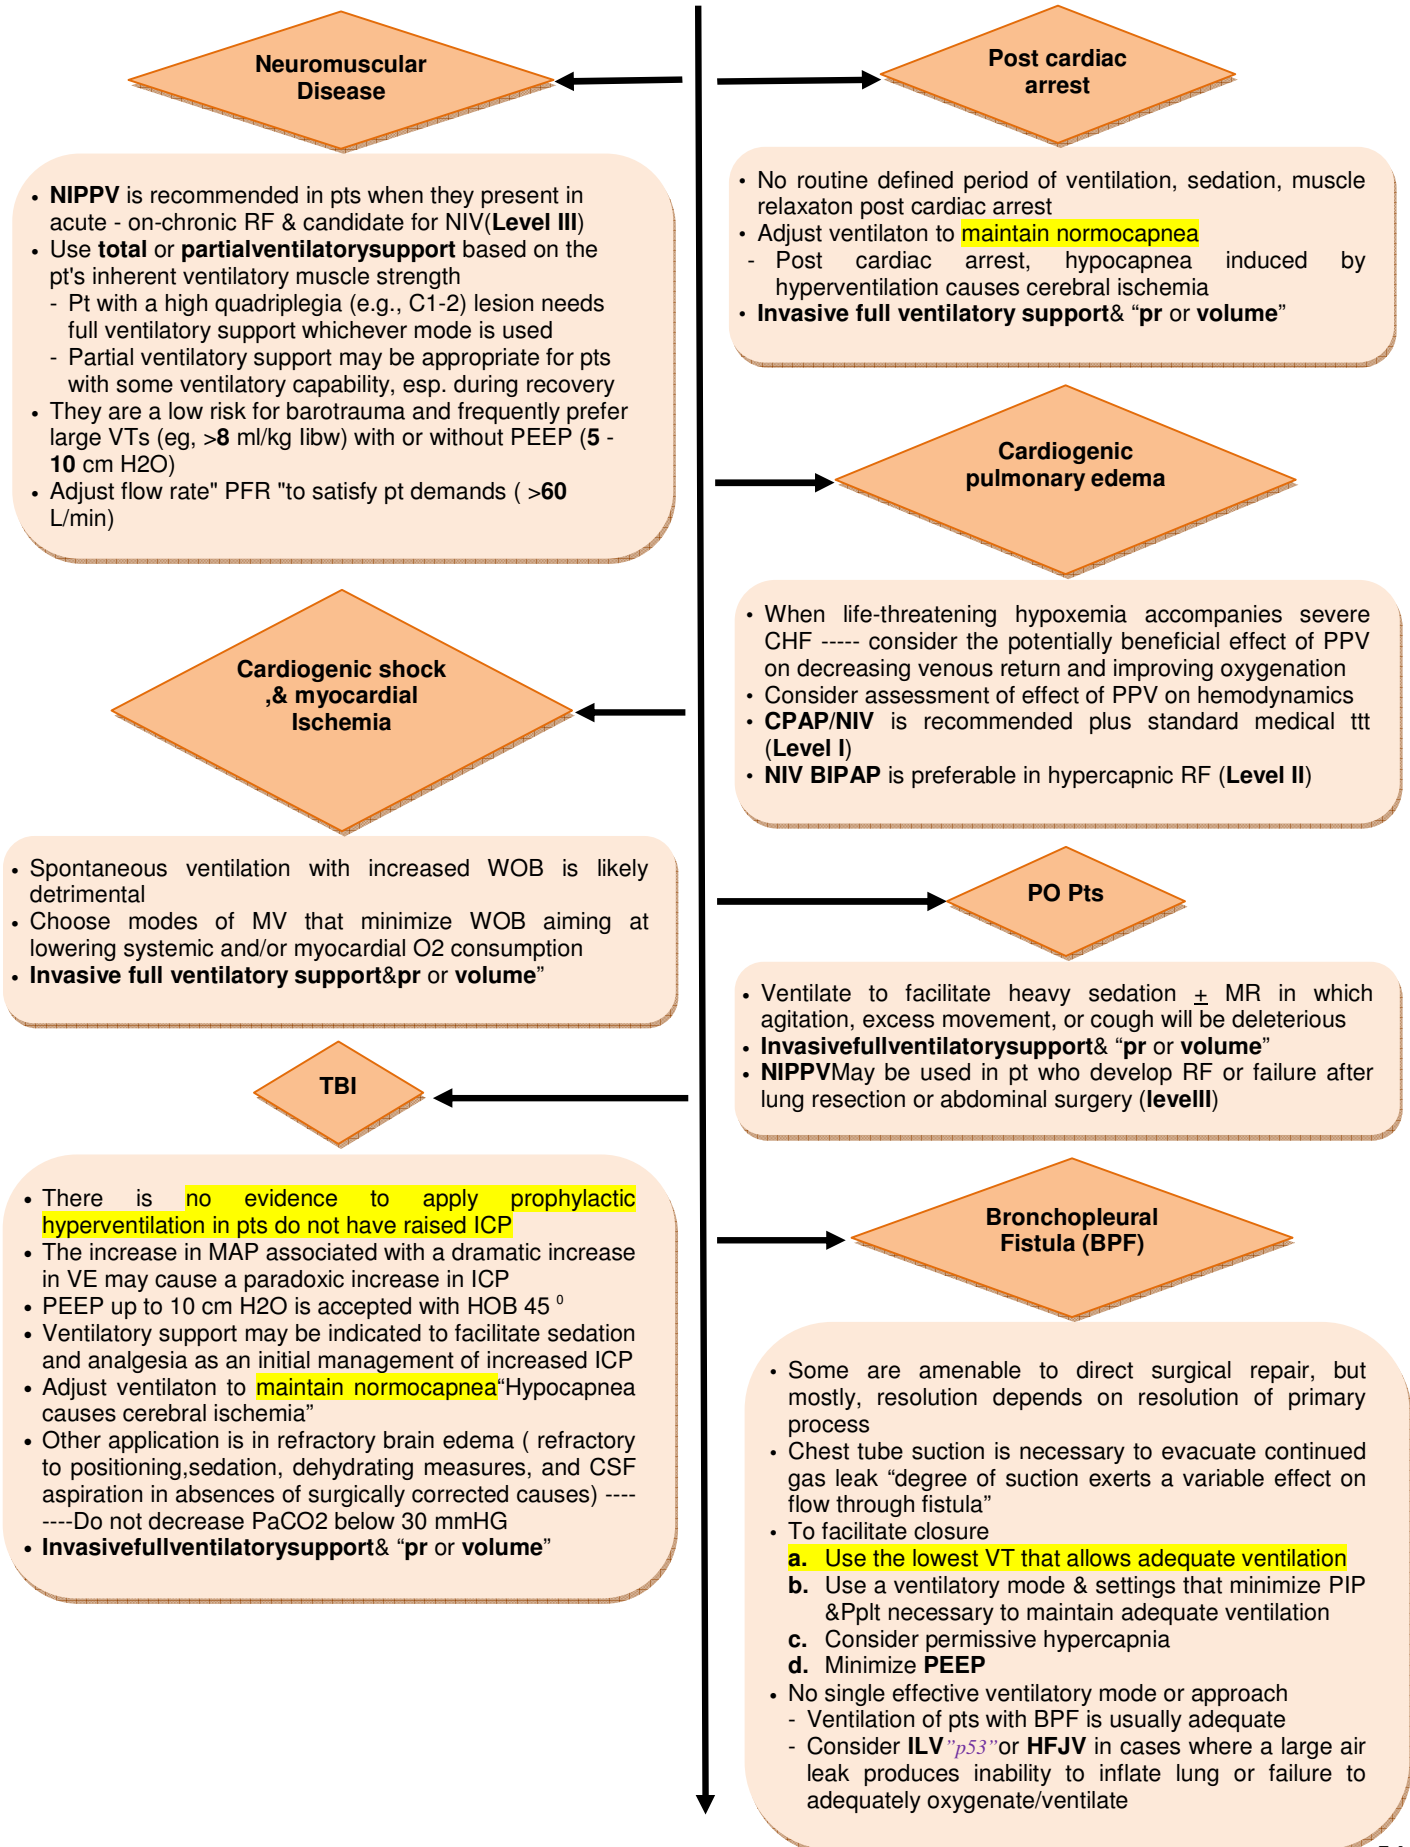 Neuromuscular
Disease
• NIPPV is recommended in pts when they present in
acute - on-chronic RF & candidate for NIV(Level III)
• Use total or partialventilatorysupport based on the
pt's inherent ventilatory muscle strength
- Pt with a high quadriplegia (e.g., C1-2) lesion needs
full ventilatory support whichever mode is used
- Partial ventilatory support may be appropriate for pts
with some ventilatory capability, esp. during recovery
• They are a low risk for barotrauma and frequently prefer
large VTs (eg, >8 ml/kg Iibw) with or without PEEP (5 -
10 cm H2O)
• Adjust flow rate" PFR "to satisfy pt demands ( >60
L/min)
Post cardiac
arrest
• No routine defined period of ventilation, sedation, muscle
relaxaton post cardiac arrest
• Adjust ventilaton to maintain normocapnea
- Post cardiac arrest, hypocapnea induced by
hyperventilation causes cerebral ischemia
• Invasive full ventilatory support& “pr or volume”
Cardiogenic
pulmonary edema
• When life-threatening hypoxemia accompanies severe
CHF ----- consider the potentially beneficial effect of PPV
on decreasing venous return and improving oxygenation
• Consider assessment of effect of PPV on hemodynamics
• CPAP/NIV is recommended plus standard medical ttt
(Level I)
• NIV BIPAP is preferable in hypercapnic RF (Level II)
Cardiogenic shock
,& myocardial
Ischemia
• Spontaneous ventilation with increased WOB is likely
detrimental
• Choose modes of MV that minimize WOB aiming at
lowering systemic and/or myocardial O2 consumption
• Invasive full ventilatory support&pr or volume”
PO Pts
• Ventilate to facilitate heavy sedation + MR in which
agitation, excess movement, or cough will be deleterious
• Invasivefullventilatorysupport& “pr or volume”
• NIPPVMay be used in pt who develop RF or failure after
lung resection or abdominal surgery (levelII)
TBI
• There is no evidence to apply prophylactic
hyperventilation in pts do not have raised ICP
• The increase in MAP associated with a dramatic increase
in VE may cause a paradoxic increase in ICP
• PEEP up to 10 cm H2O is accepted with HOB 45 ⁰
• Ventilatory support may be indicated to facilitate sedation
and analgesia as an initial management of increased ICP
• Adjust ventilaton to maintain normocapnea“Hypocapnea
causes cerebral ischemia”
• Other application is in refractory brain edema ( refractory
to positioning,sedation, dehydrating measures, and CSF
aspiration in absences of surgically corrected causes) ----
----Do not decrease PaCO2 below 30 mmHG
• Invasivefullventilatorysupport& “pr or volume”
Bronchopleural
Fistula (BPF)
• Some are amenable to direct surgical repair, but
mostly, resolution depends on resolution of primary
process
• Chest tube suction is necessary to evacuate continued
gas leak “degree of suction exerts a variable effect on
flow through fistula”
• To facilitate closure
a. Use the lowest VT that allows adequate ventilation
b. Use a ventilatory mode & settings that minimize PIP
&Pplt necessary to maintain adequate ventilation
c. Consider permissive hypercapnia
d. Minimize PEEP
• No single effective ventilatory mode or approach
- Ventilation of pts with BPF is usually adequate
- Consider ILV”p53”or HFJV in cases where a large air
leak produces inability to inflate lung or failure to
adequately oxygenate/ventilate